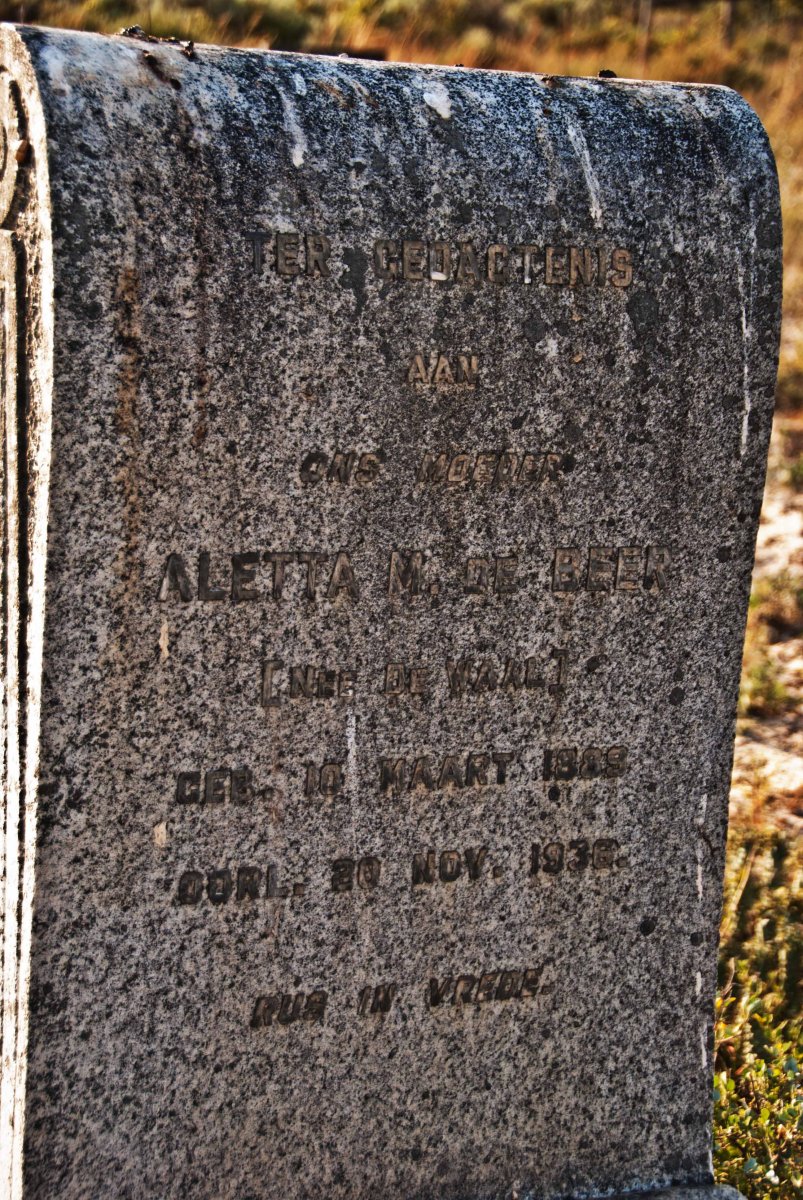 TER GEDACTENIS
AAN
ONS MOEDER
ALETTA M. DE BEER
[NEE DE WAAL]
GEB. 10 MAART
OORL. 20 NOV. 1936.
RUS IN VREDE.